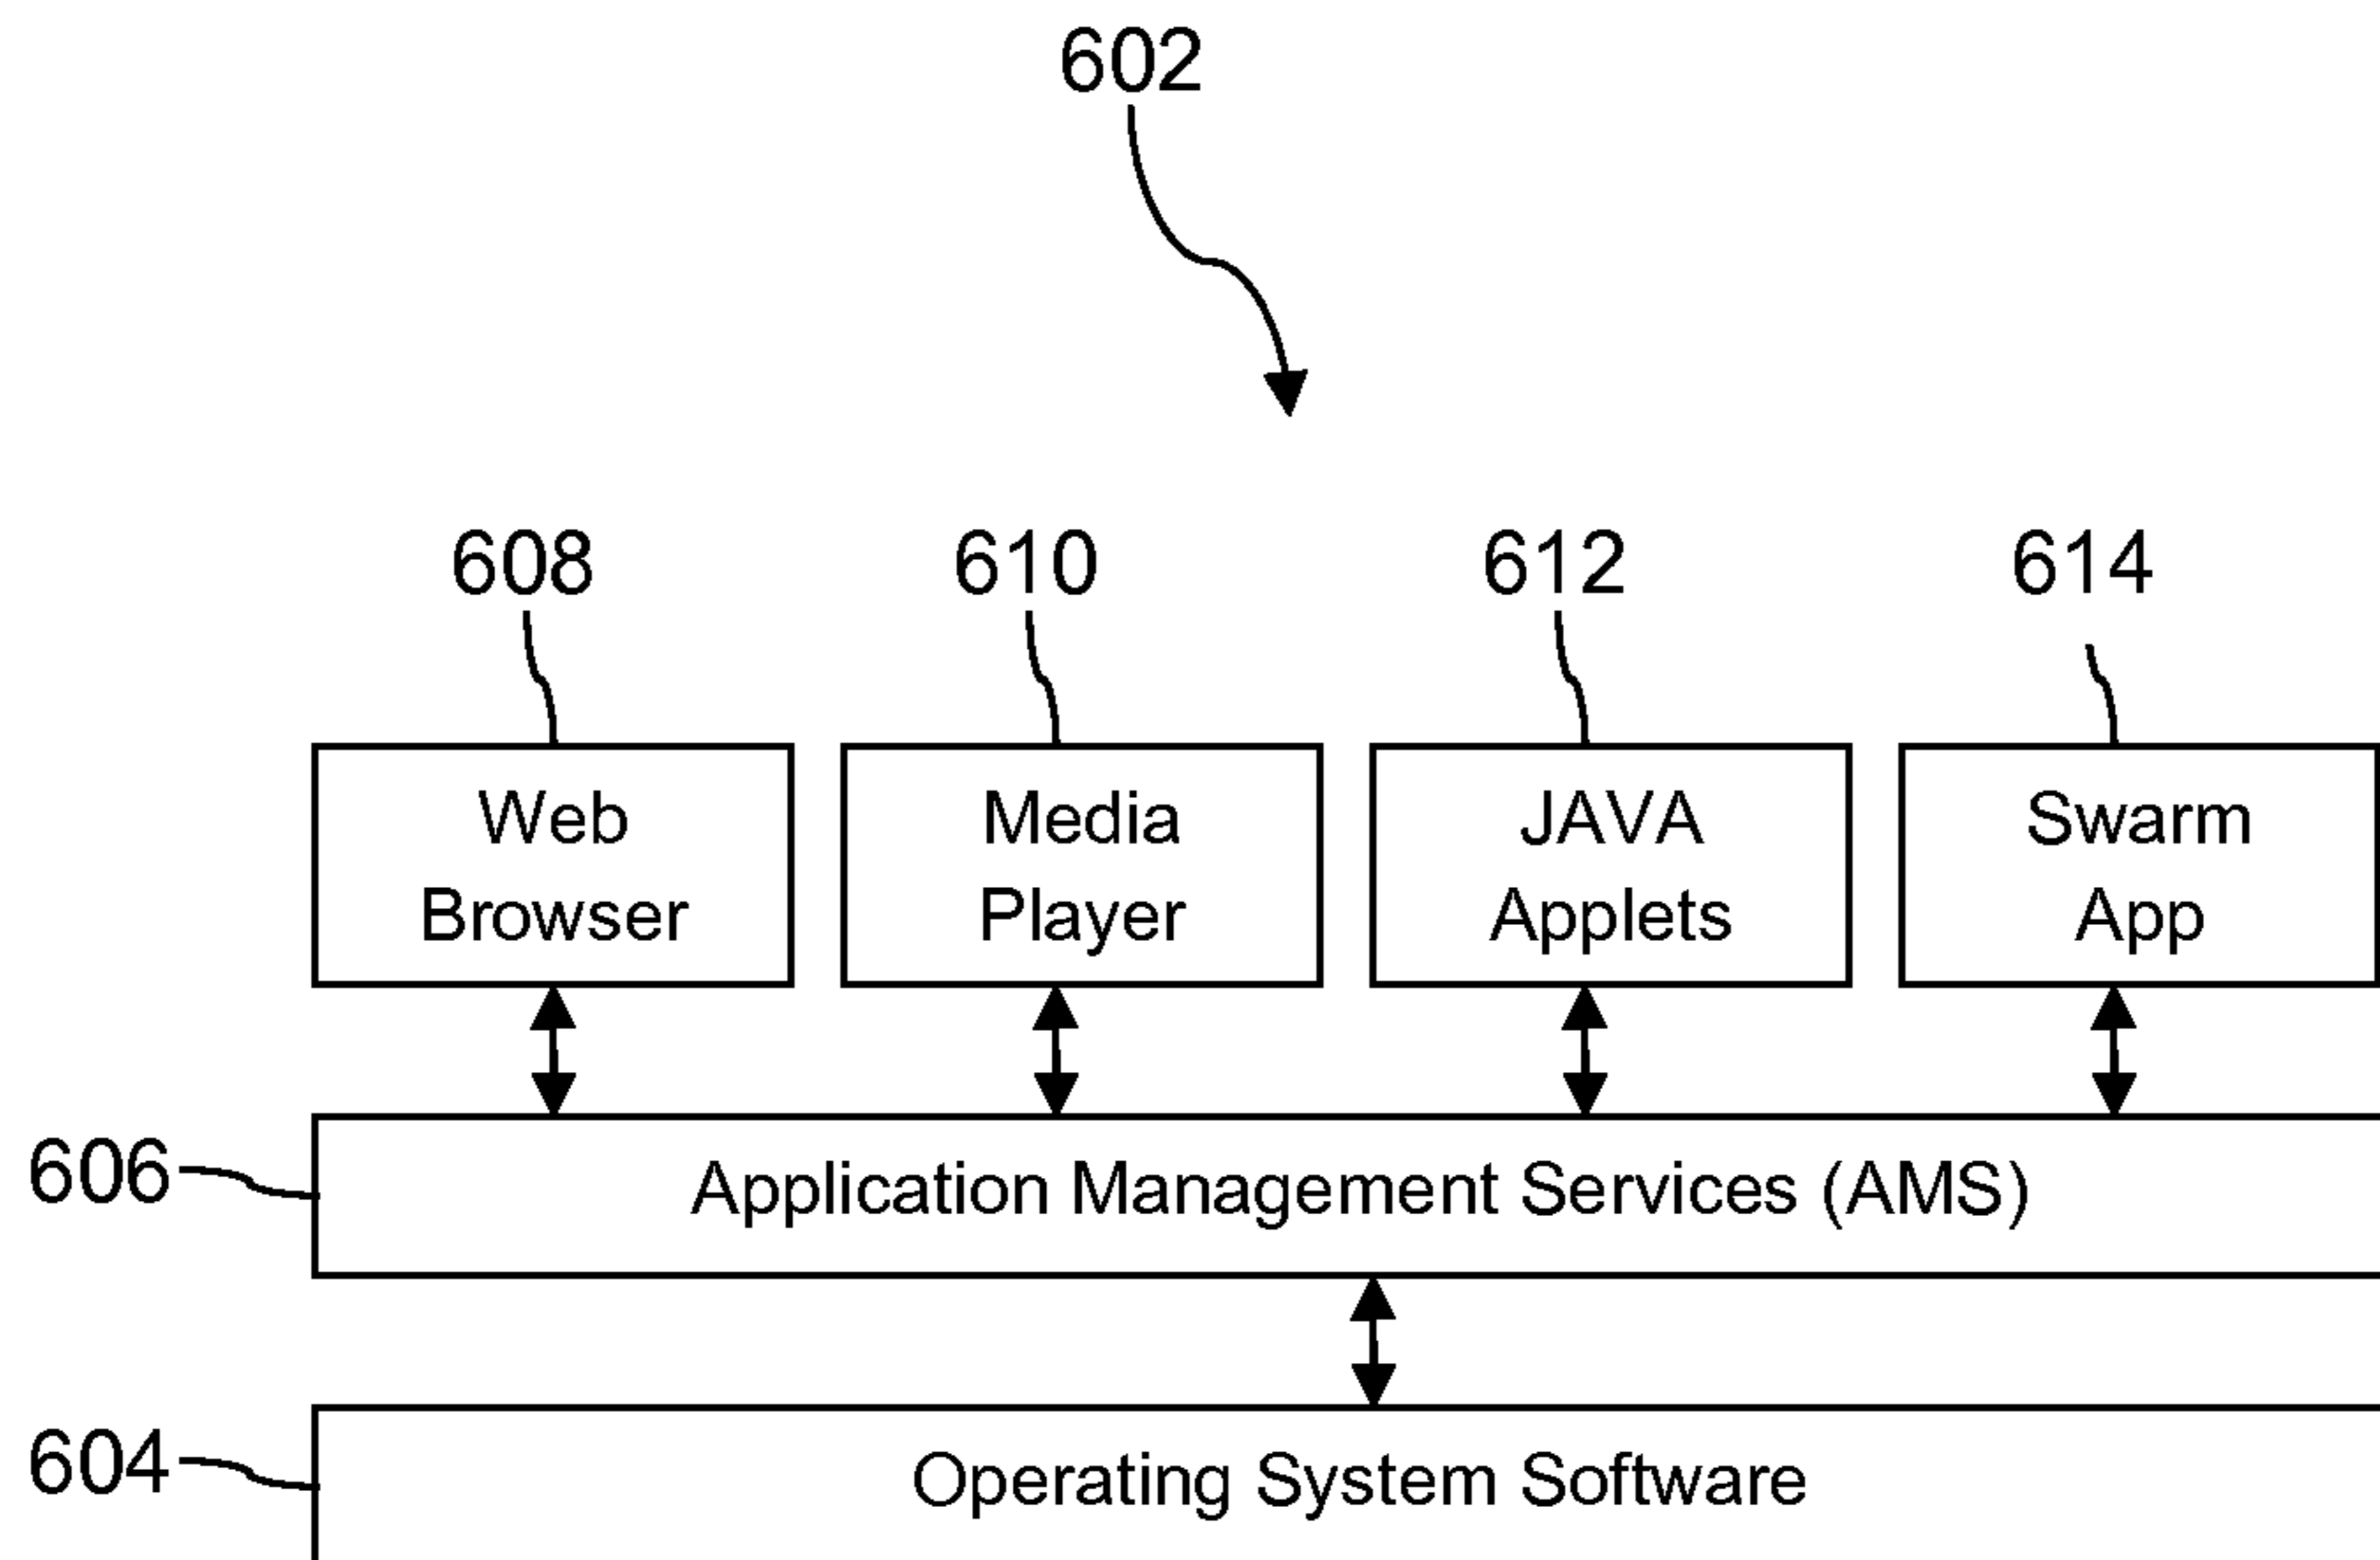 602
608
610
612
614
Web
Browser
Media
Player
JAVA
Applets
Swarm
App
606
Application Management Services (AMS)
604
Operating System Software